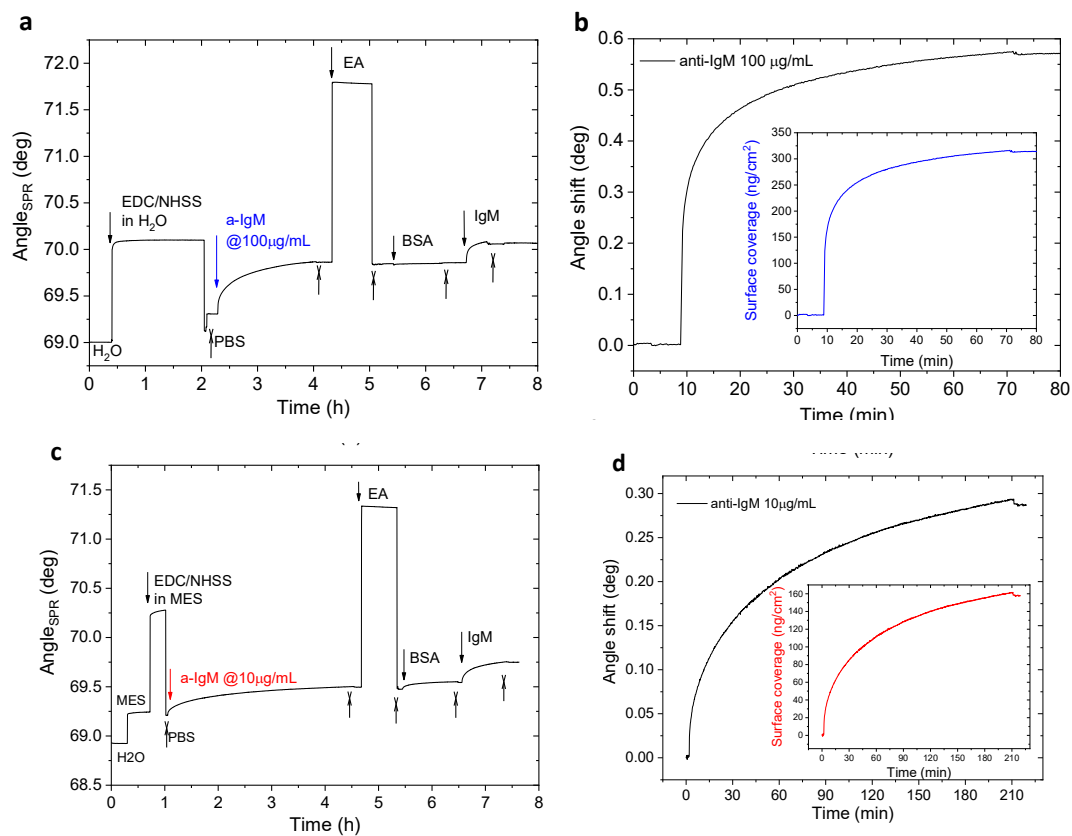 a
72.0
71.5
71.0
70.5
70.0
69.5
69.0
Angle_SPR (deg)
EA
EDC/NHSS
in H₂O
a-IgM
@100µg/mL
IgM
BSA
PBS
H₂O
0 1 2 3 4 5 6 7 8
Time (h)
b
0.6
0.5
0.4
0.3
0.2
0.1
0.0
Angle shift (deg)
anti-IgM 100 µg/mL
350
300
250
200
150
100
50
0
Surface coverage (ng/cm²)
0 10 20 30 40 50 60 70 80
Time (min)
0 10 20 30 40 50 60 70 80
Time (min)
c
71.5
71.0
70.5
70.0
69.5
69.0
68.5
Angle_SPR (deg)
EA
EDC/NHSS
in MES
IgM
BSA
a-IgM @10µg/mL
MES
PBS
H2O
0 1 2 3 4 5 6 7 8
Time (h)
Time (min)
d
0.30
0.25
0.20
0.15
0.10
0.05
0.00
Angle shift (deg)
anti-IgM 10µg/mL
160
140
120
100
80
60
40
20
0
Surface coverage (ng/cm²)
0 30 60 90 120 150 180 210
Time (min)
0 30 60 90 120 150 180 210
Time (min)